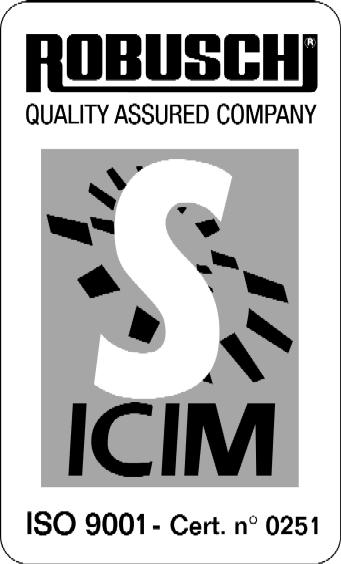 ROBUSCHI®
QUALITY ASSURED COMPANY
S
ICIM
ISO 9001 - Cert. n° 0251